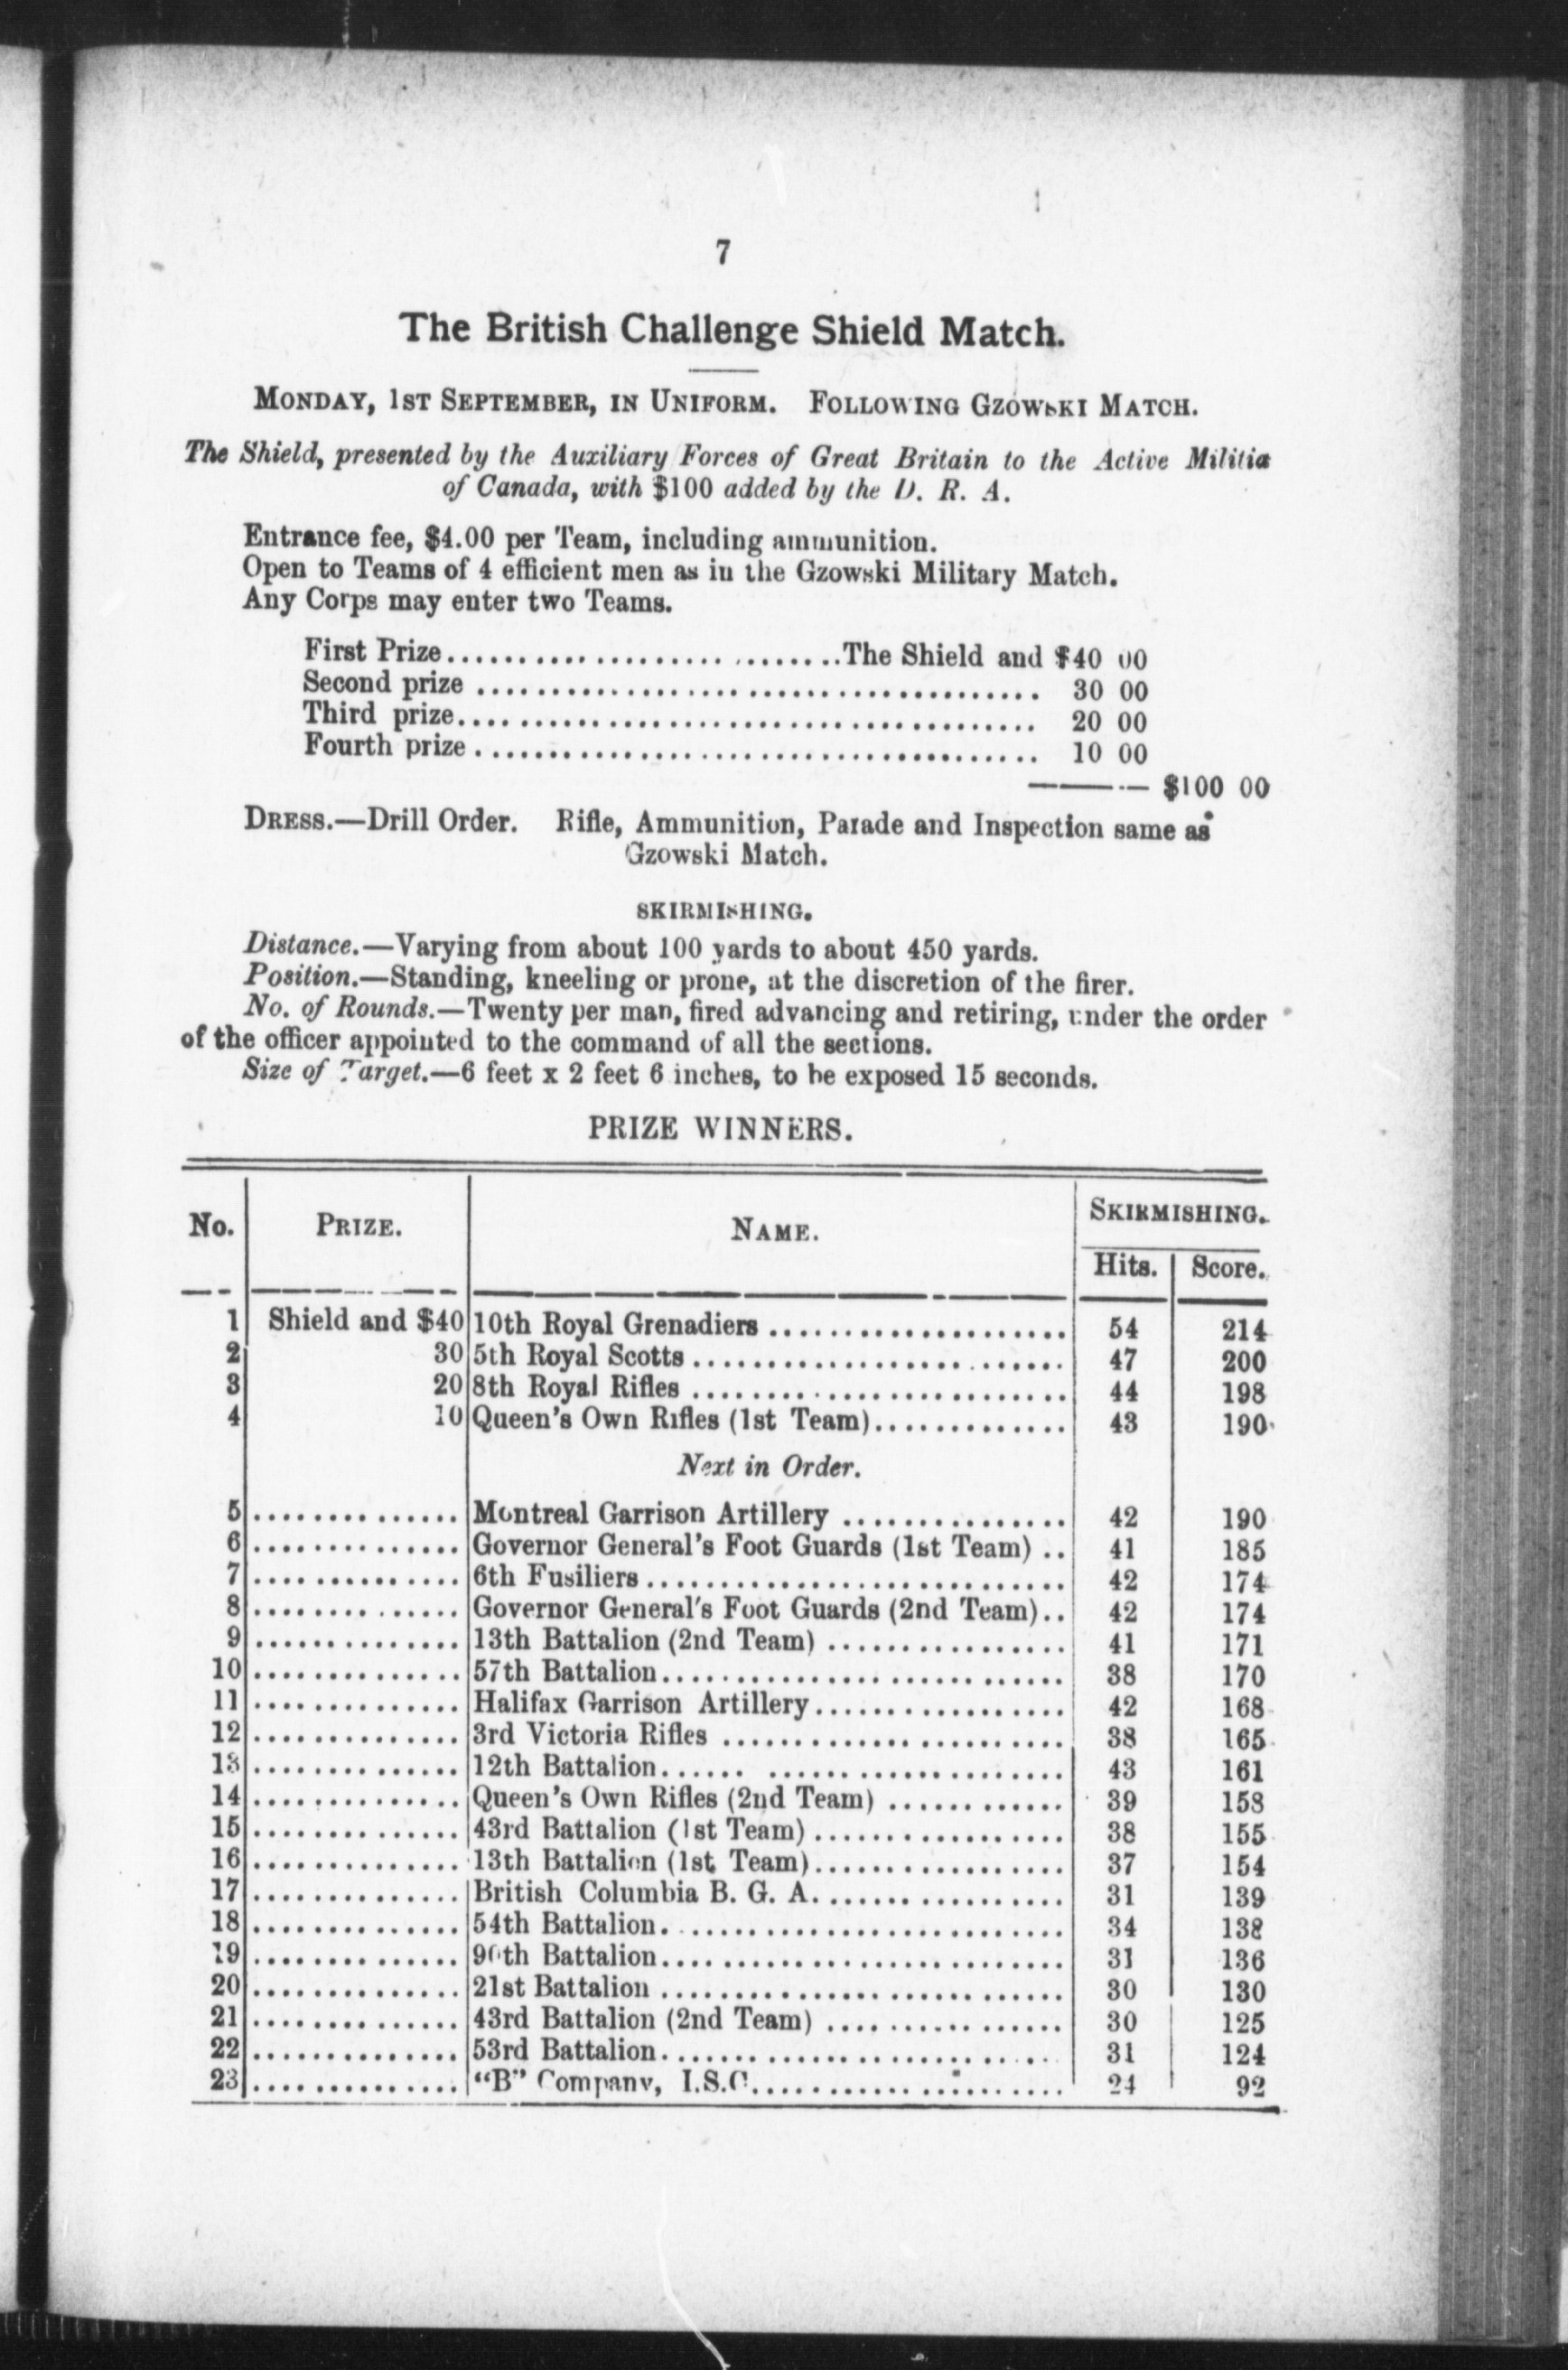 7
The British Challenge Shield Match.
MONDAY, 1ST SEPTEMBER, IN UNIFORM. FOLLOWING GZOWSKI MATCH.
The Shield, presented by the Auxiliary Forces of Great Britain to the Active Militia
of Canada, with $100 added by the D. R. A.
Entrance fee, $4.00 per Team, including ammunition.
Open to Teams of 4 efficient men as in the Gzowski Military Match.
Any Corps may enter two Teams.
First Prize..............................The Shield and $40 00
Second prize ...................................... 30 00
Third prize....................................... 20 00
Fourth prize ...................................... 10 00
——— $100 00
DRESS.—Drill Order. Rifle, Ammunition, Parade and Inspection same as
Gzowski Match.
SKIRMISHING.
Distance.—Varying from about 100 yards to about 450 yards.
Position.—Standing, kneeling or prone, at the discretion of the firer.
No. of Rounds.—Twenty per man, fired advancing and retiring, under the order
of the officer appointed to the command of all the sections.
Size of Target.—6 feet x 2 feet 6 inches, to be exposed 15 seconds.
PRIZE WINNERS.
No. PRIZE. NAME. SKIRMISHING.
Hits. Score.
1 Shield and $40 10th Royal Grenadiers .................... 54 214
2 30 5th Royal Scotts ......................... 47 200
3 20 8th Royal Rifles ......................... 44 198
4 10 Queen's Own Rifles (1st Team)............. 43 190
Next in Order.
5 .............. Montreal Garrison Artillery ............... 42 190
6 .............. Governor General's Foot Guards (1st Team) .. 41 185
7 .............. 6th Fusiliers ............................ 42 174
8 .............. Governor General's Foot Guards (2nd Team).. 42 174
9 .............. 13th Battalion (2nd Team) ................ 41 171
10 .............. 57th Battalion........................... 38 170
11 .............. Halifax Garrison Artillery................. 42 168
12 .............. 3rd Victoria Rifles ....................... 38 165
13 .............. 12th Battalion...... .................... 43 161
14 .............. Queen's Own Rifles (2nd Team) ............ 39 158
15 .............. 43rd Battalion (1st Team) ................. 38 155
16 .............. 13th Battalion (1st Team)................. 37 154
17 .............. British Columbia B. G. A................. 31 139
18 .............. 54th Battalion........................... 34 138
19 .............. 90th Battalion........................... 31 136
20 .............. 21st Battalion ........................... 30 130
21 .............. 43rd Battalion (2nd Team) ................ 30 125
22 .............. 53rd Battalion........................... 31 124
23 .............. "B" Company, I.S.C..................... 24 92